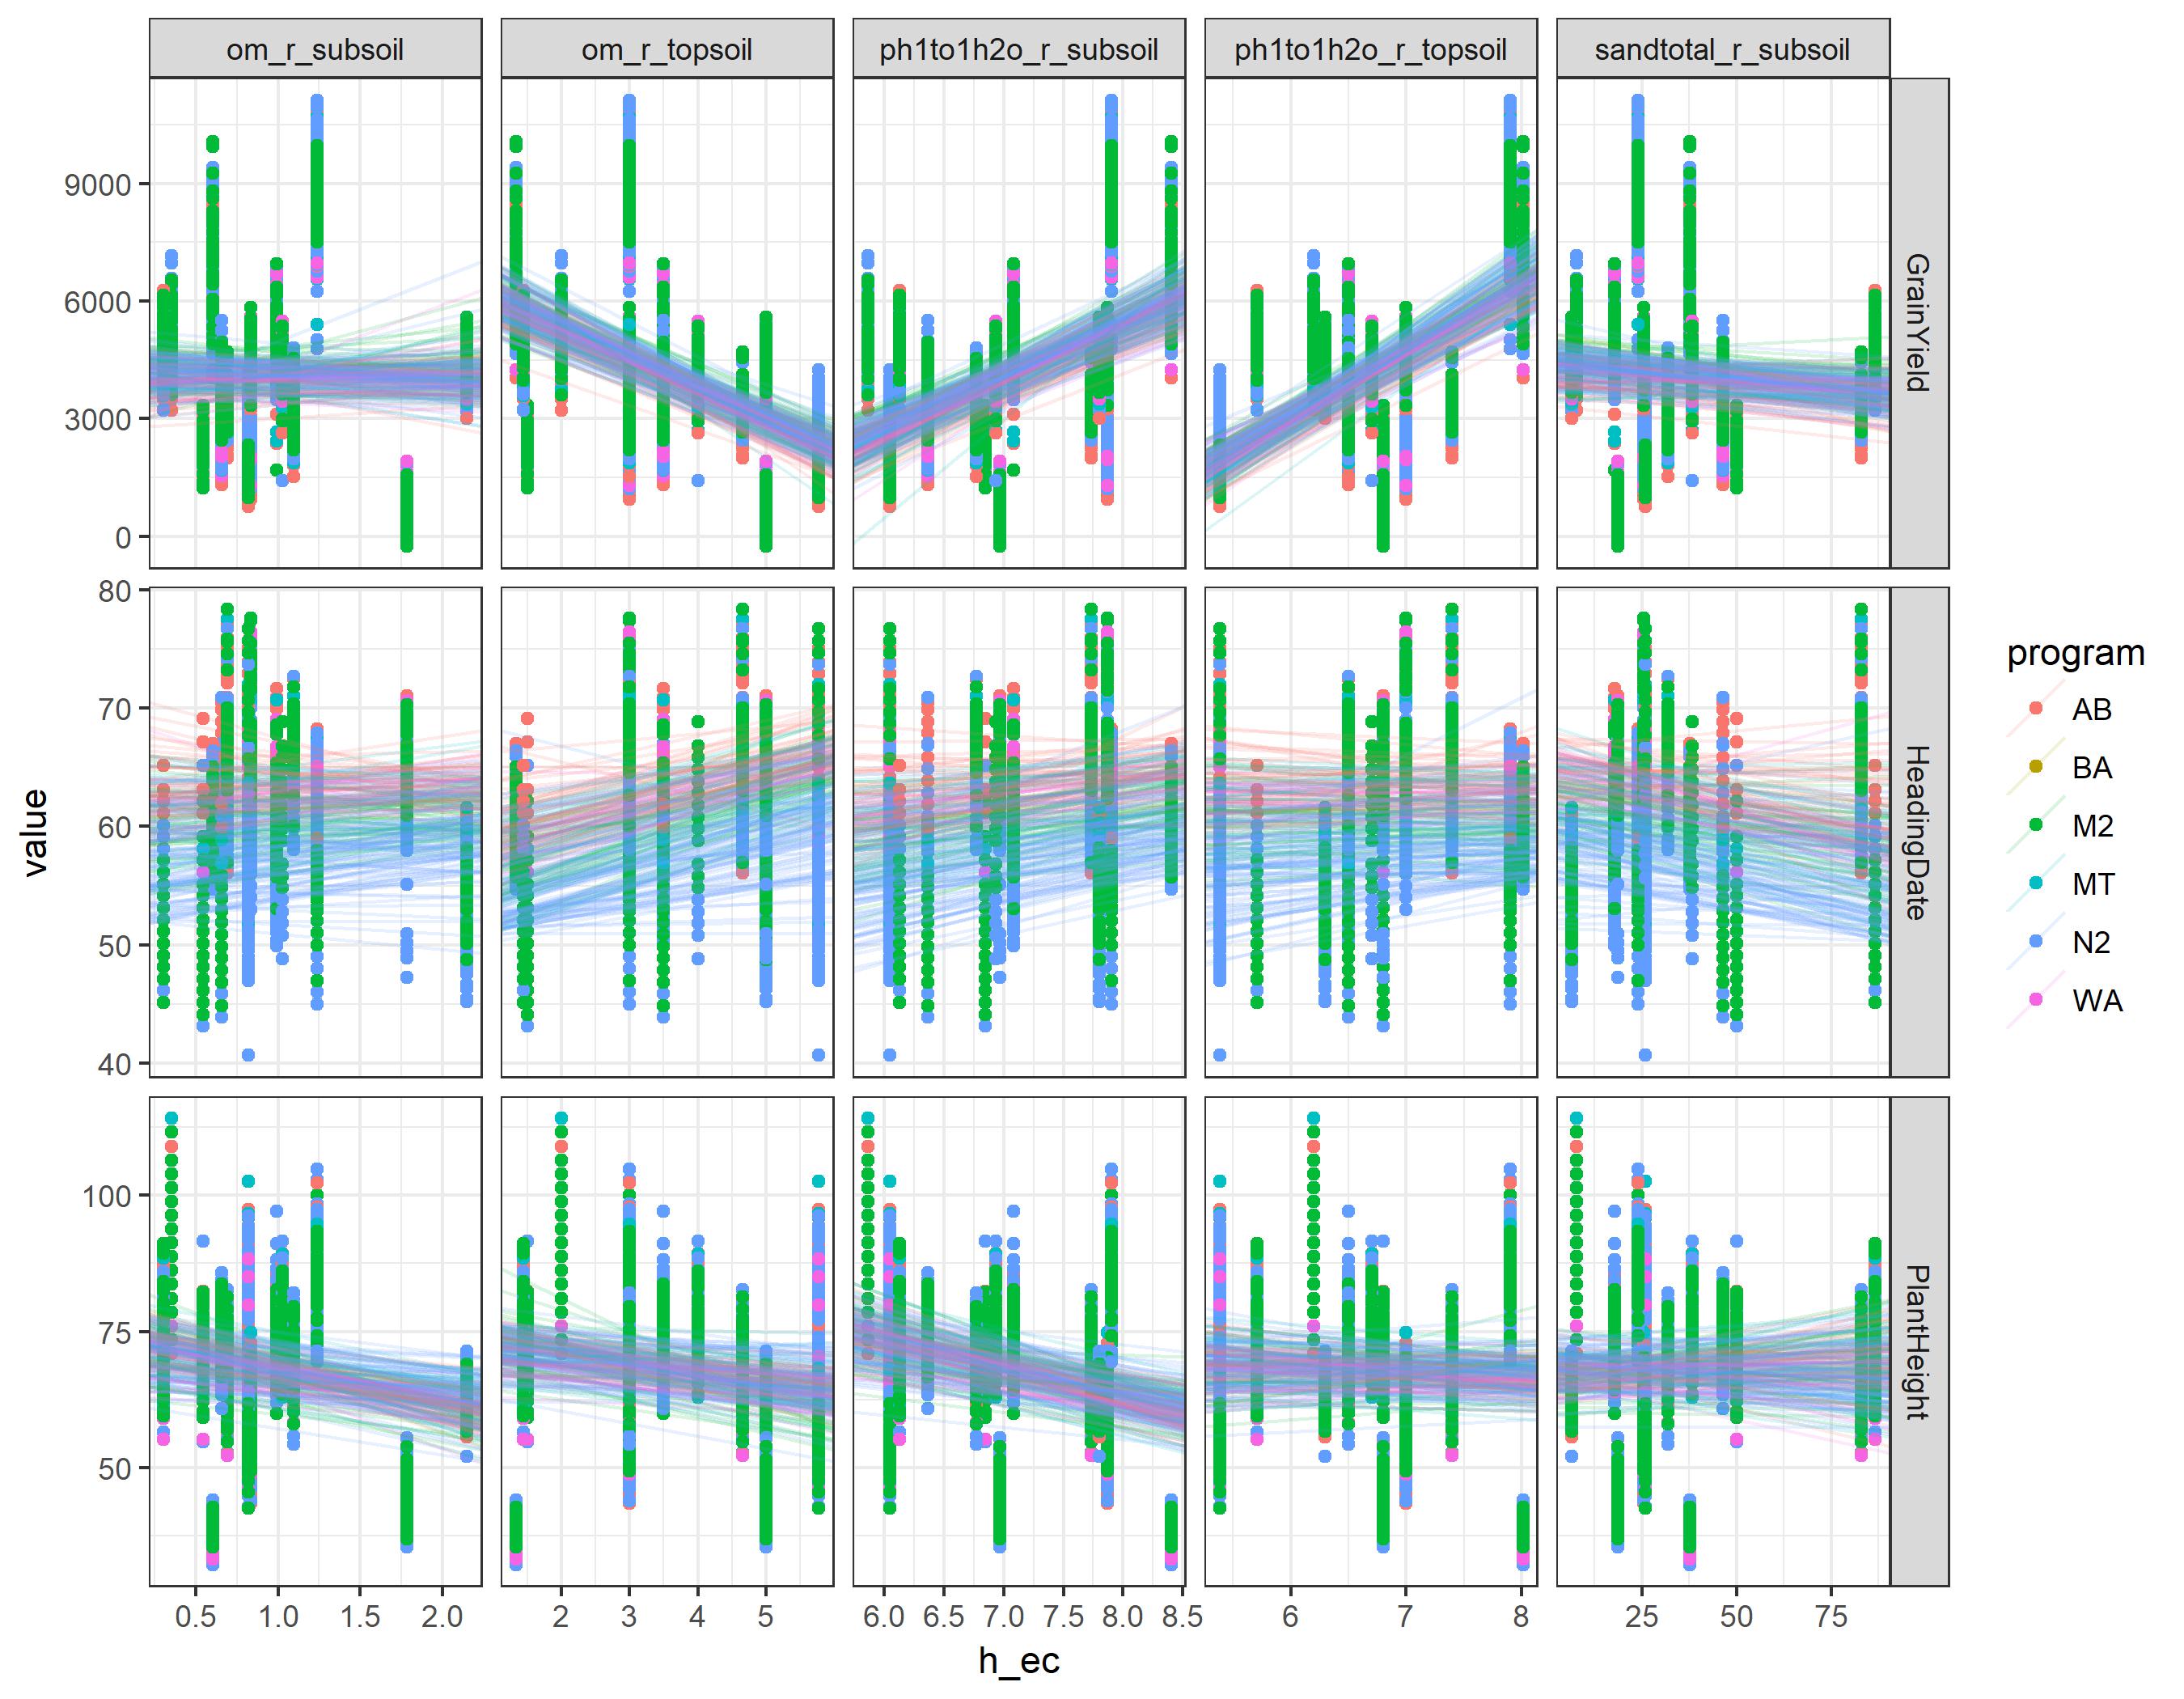 om_r_subsoil om_r_topsoil ph1to1h2o_r_subsoil ph1to1h2o_r_topsoil sandtotal_r_subsoil
9000
6000
3000
0
GrainYield
80
70
60
50
40
HeadingDate
100
75
50
PlantHeight
value
0.5 1.0 1.5 2.0 2 3 4 5 6.0 6.5 7.0 7.5 8.0 8.5 6 7 8 25 50 75
h_ec
program
AB
BA
M2
MT
N2
WA